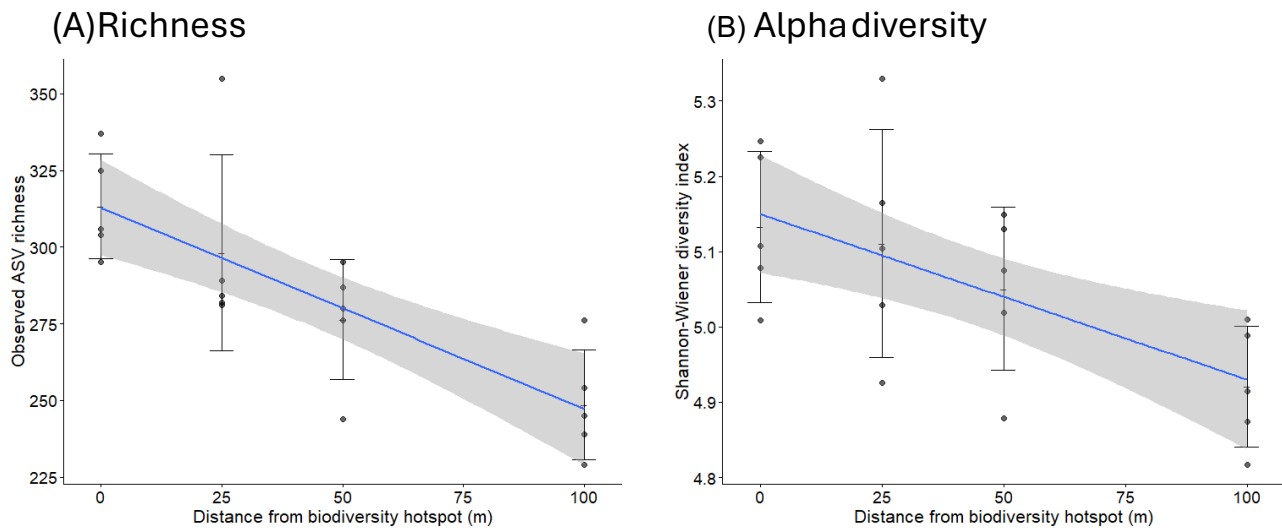 (A)Richness
350
325
300
275
250
225
Observed ASV richness
0 25 50 75 100
Distance from biodiversity hotspot (m)
(B) Alpha diversity
5.3
5.2
5.1
5.0
4.9
4.8
Shannon-Wiener diversity index
0 25 50 75 100
Distance from biodiversity hotspot (m)